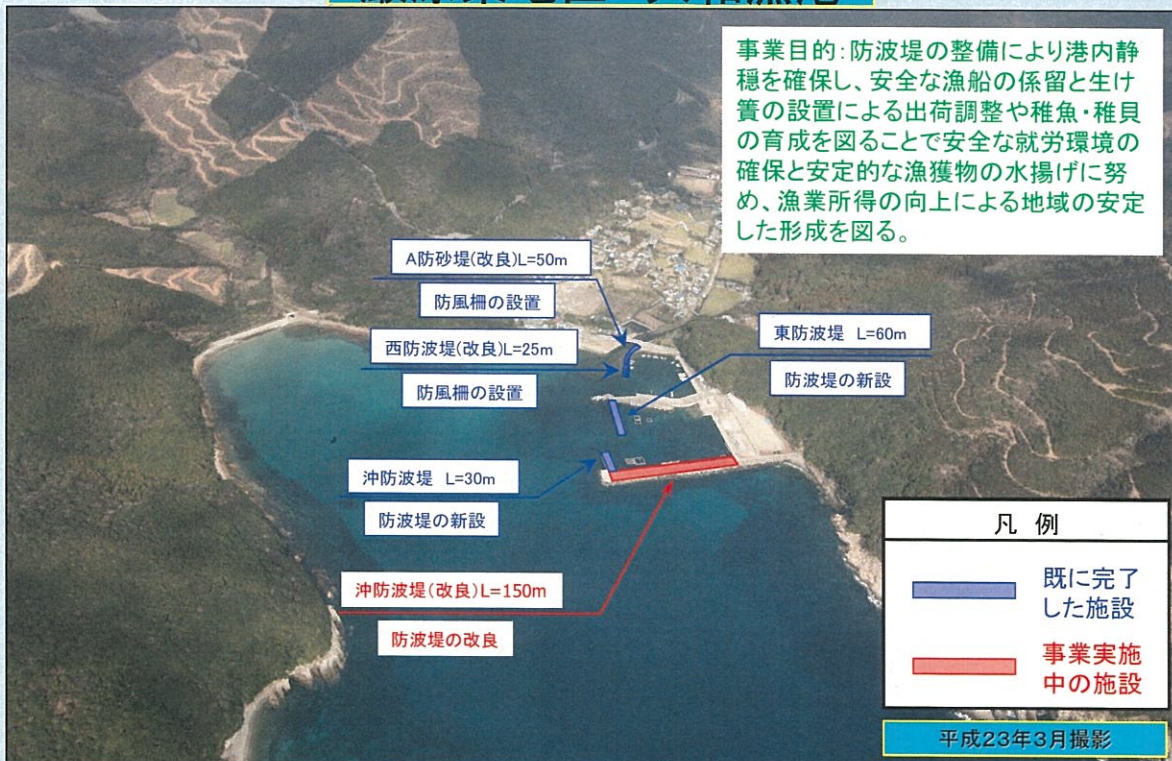 事業目的:防波堤の整備により港内静
穏を確保し、安全な漁船の係留と生け
簀の設置による出荷調整や稚魚・稚貝
の育成を図ることで安全な就労環境の
確保と安定的な漁獲物の水揚げに努
め、漁業所得の向上による地域の安定
した形成を図る。
A防砂堤(改良)L=50m
防風柵の設置
西防波堤(改良)L=25m
防風柵の設置
東防波堤 L=60m
防波堤の新設
沖防波堤 L=30m
防波堤の新設
沖防波堤(改良)L=150m
防波堤の改良
凡 例
既に完了
した施設
事業実施
中の施設
平成23年3月撮影